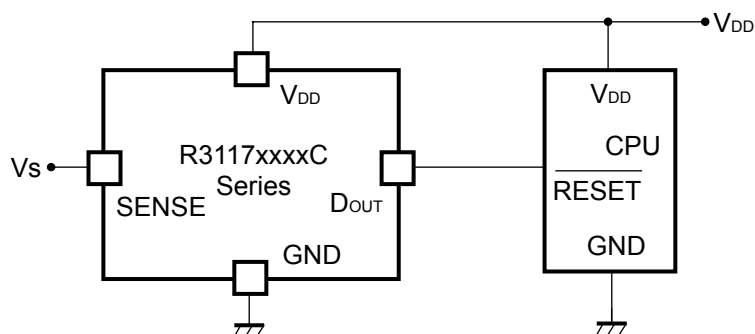 VDD
VDD
VDD
R3117xxxxC
Series
CPU
Vs
SENSE
DOUT
RESET
GND
GND